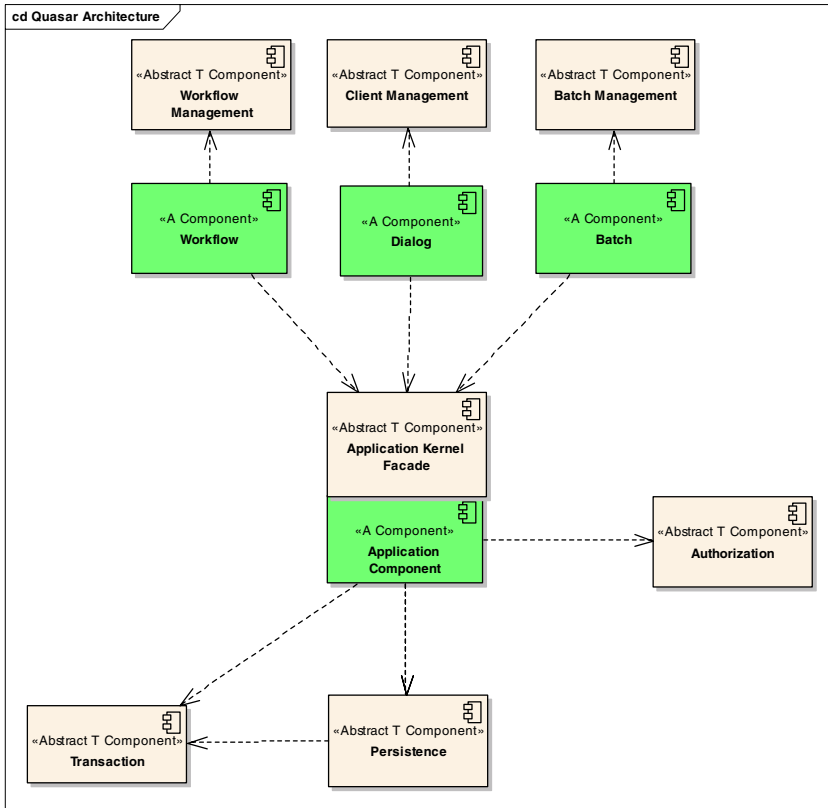 cd Quasar Architecture
«Abstract T Component»
Workflow
Management
«Abstract T Component»
Client Management
«Abstract T Component»
Batch Management
«A Component»
Workflow
«A Component»
Dialog
«A Component»
Batch
«Abstract T Component»
Application Kernel
Facade
«A Component»
Application
Component
«Abstract T Component»
Authorization
«Abstract T Component»
Transaction
«Abstract T Component»
Persistence